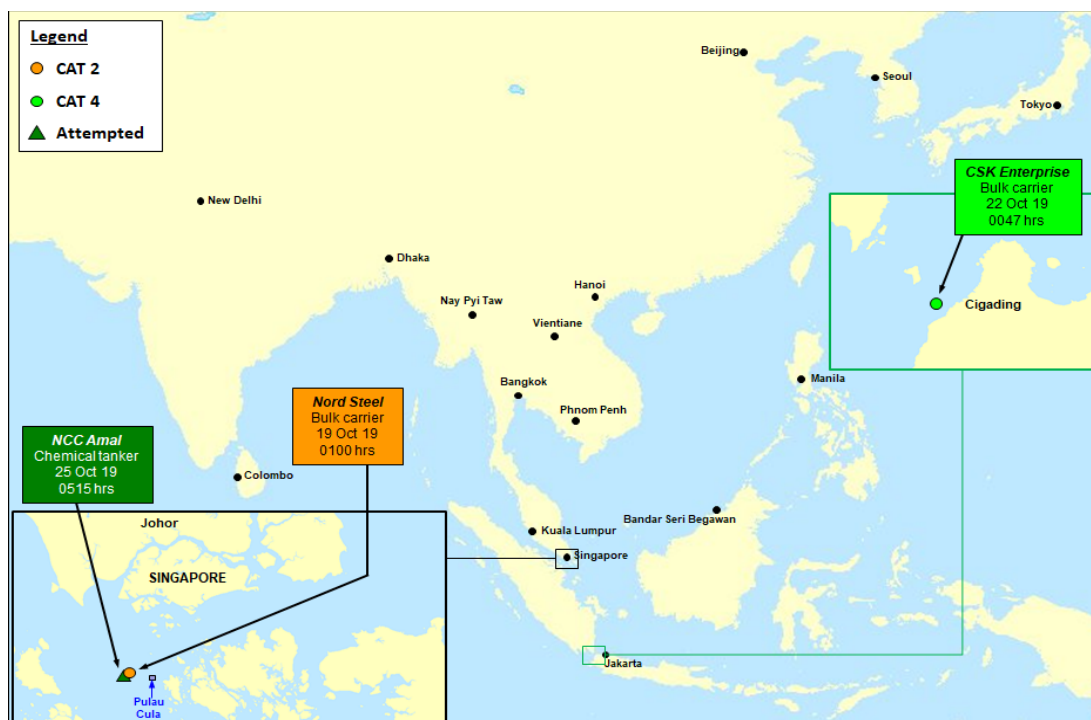 Legend
CAT 2
CAT 4
Attempted
Beijing
Seoul
Tokyo
CSK Enterprise
Bulk carrier
22 Oct 19
0047 hrs
New Delhi
Dhaka
Nay Pyi Taw
Hanoi
Vientiane
Cigading
Bangkok
Manila
Phnom Penh
Nord Steel
Bulk carrier
19 Oct 19
0100 hrs
NCC Amal
Chemical tanker
25 Oct 19
0515 hrs
Colombo
Bandar Seri Begawan
Kuala Lumpur
Singapore
Johor
SINGAPORE
Jakarta
Pulau
Cula